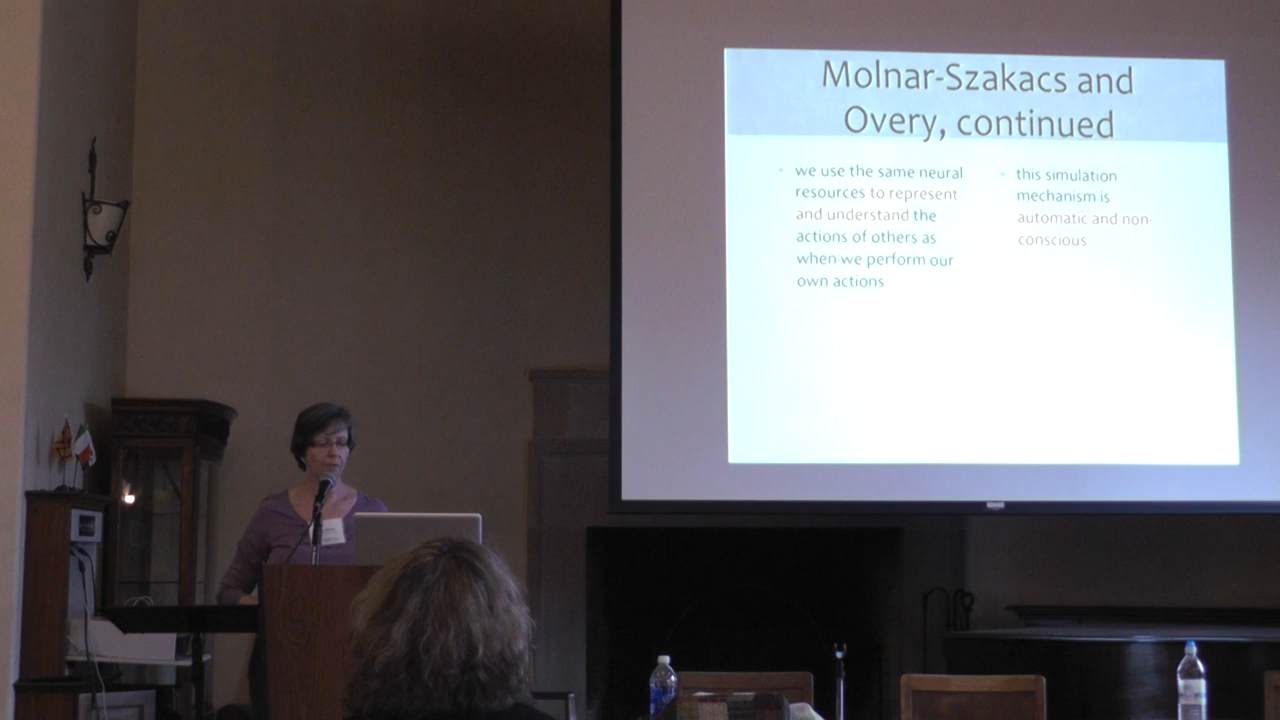 Molnar-Szakacs and
Overy, continued
we use the same neural
resources to represent
and understand the
actions of others as
when we perform our
own actions
this simulation
mechanism is
automatic and non-
conscious